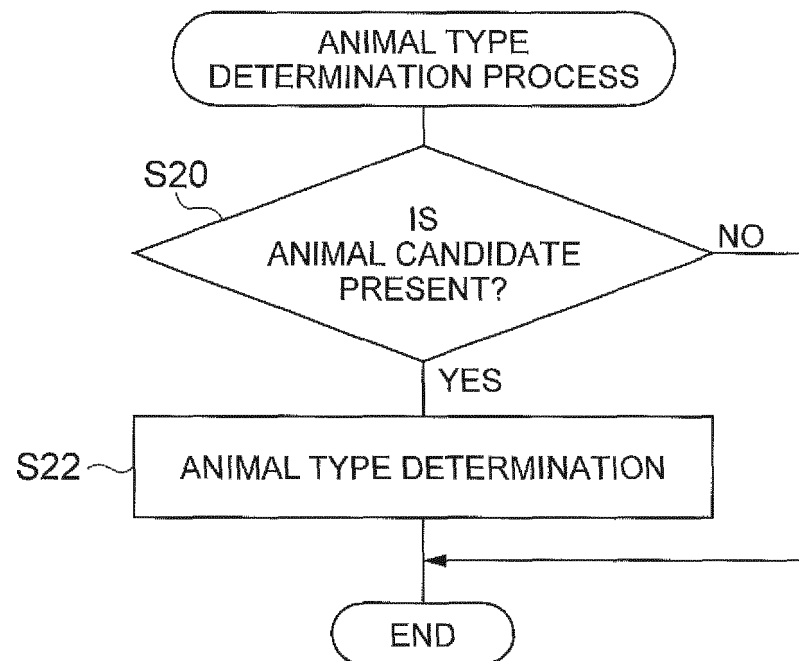 ANIMAL TYPE
DETERMINATION PROCESS
S20
IS
ANIMAL CANDIDATE
PRESENT?
NO
YES
S22
ANIMAL TYPE DETERMINATION
END